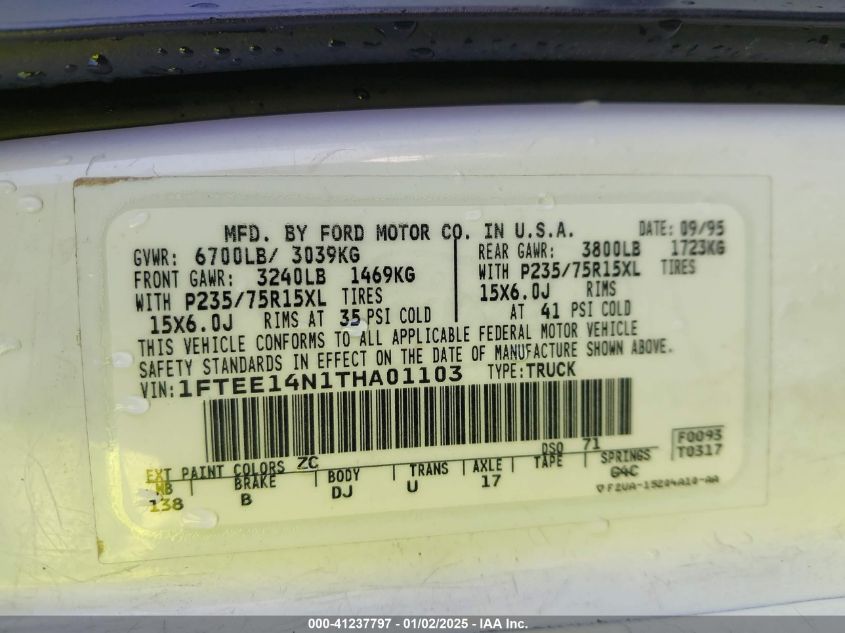 MFD. BY FORD MOTOR CO. IN U.S.A.
DATE: 09/95
GVWR: 6700LB/ 3039KG
FRONT GAWR: 3240LB 1469KG
WITH P235/75R15XL TIRES
15X6.0J RIMS AT 35 PSI COLD
REAR GAWR: 3800LB 1723KG
WITH P235/75R15XL TIRES
15X6.0J RIMS
AT 41 PSI COLD
THIS VEHICLE CONFORMS TO ALL APPLICABLE FEDERAL MOTOR VEHICLE
SAFETY STANDARDS IN EFFECT ON THE DATE OF MANUFACTURE SHOWN ABOVE.
VIN: 1FTEE14N1THA01103 TYPE: TRUCK
F0093
T0317
EXT PAINT COLORS ZC DSO 71
WB BRAKE BODY TRANS AXLE TAPE SPRINGS
138 B DJ U 17 G4C
F2UA-15204A10-AA
000-41237797 - 01/02/2025 - IAA Inc.